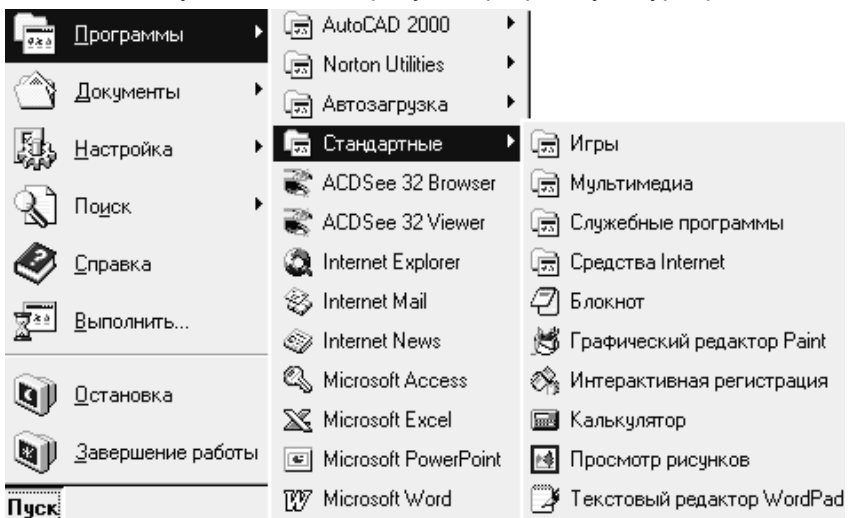 Программы
Документы
Настройка
Поиск
Справка
Выполнить...
Остановка
Завершение работы
Пуск
AutoCAD 2000
Norton Utilities
Автозагрузка
Стандартные
ACDSee 32 Browser
ACDSee 32 Viewer
Internet Explorer
Internet Mail
Internet News
Microsoft Access
Microsoft Excel
Microsoft PowerPoint
Microsoft Word
Игры
Мультимедиа
Служебные программы
Средства Internet
Блокнот
Графический редактор Paint
Интерактивная регистрация
Калькулятор
Просмотр рисунков
Текстовый редактор WordPad